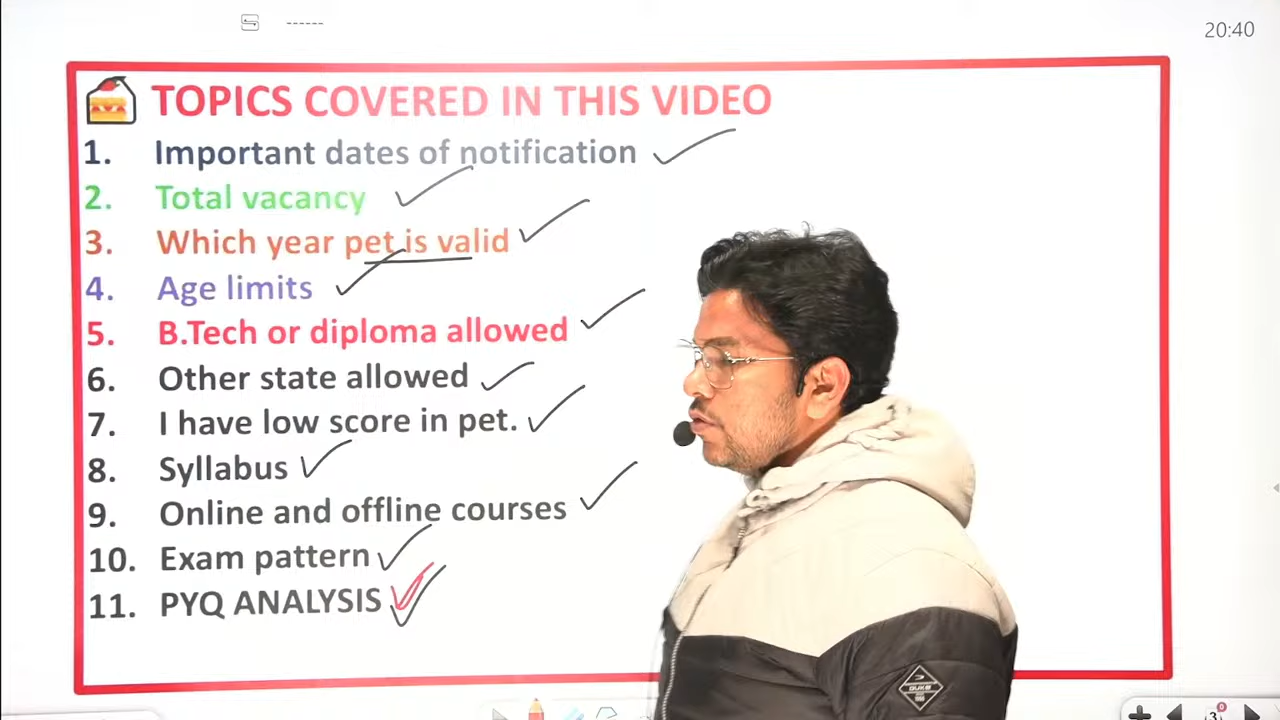 20:40
TOPICS COVERED IN THIS VIDEO
1. Important dates of notification
2. Total vacancy
3. Which year pet is valid
4. Age limits
5. B.Tech or diploma allowed
6. Other state allowed
7. I have low score in pet.
8. Syllabus
9. Online and offline courses
10. Exam pattern
11. PYQ ANALYSIS
DUKE
3